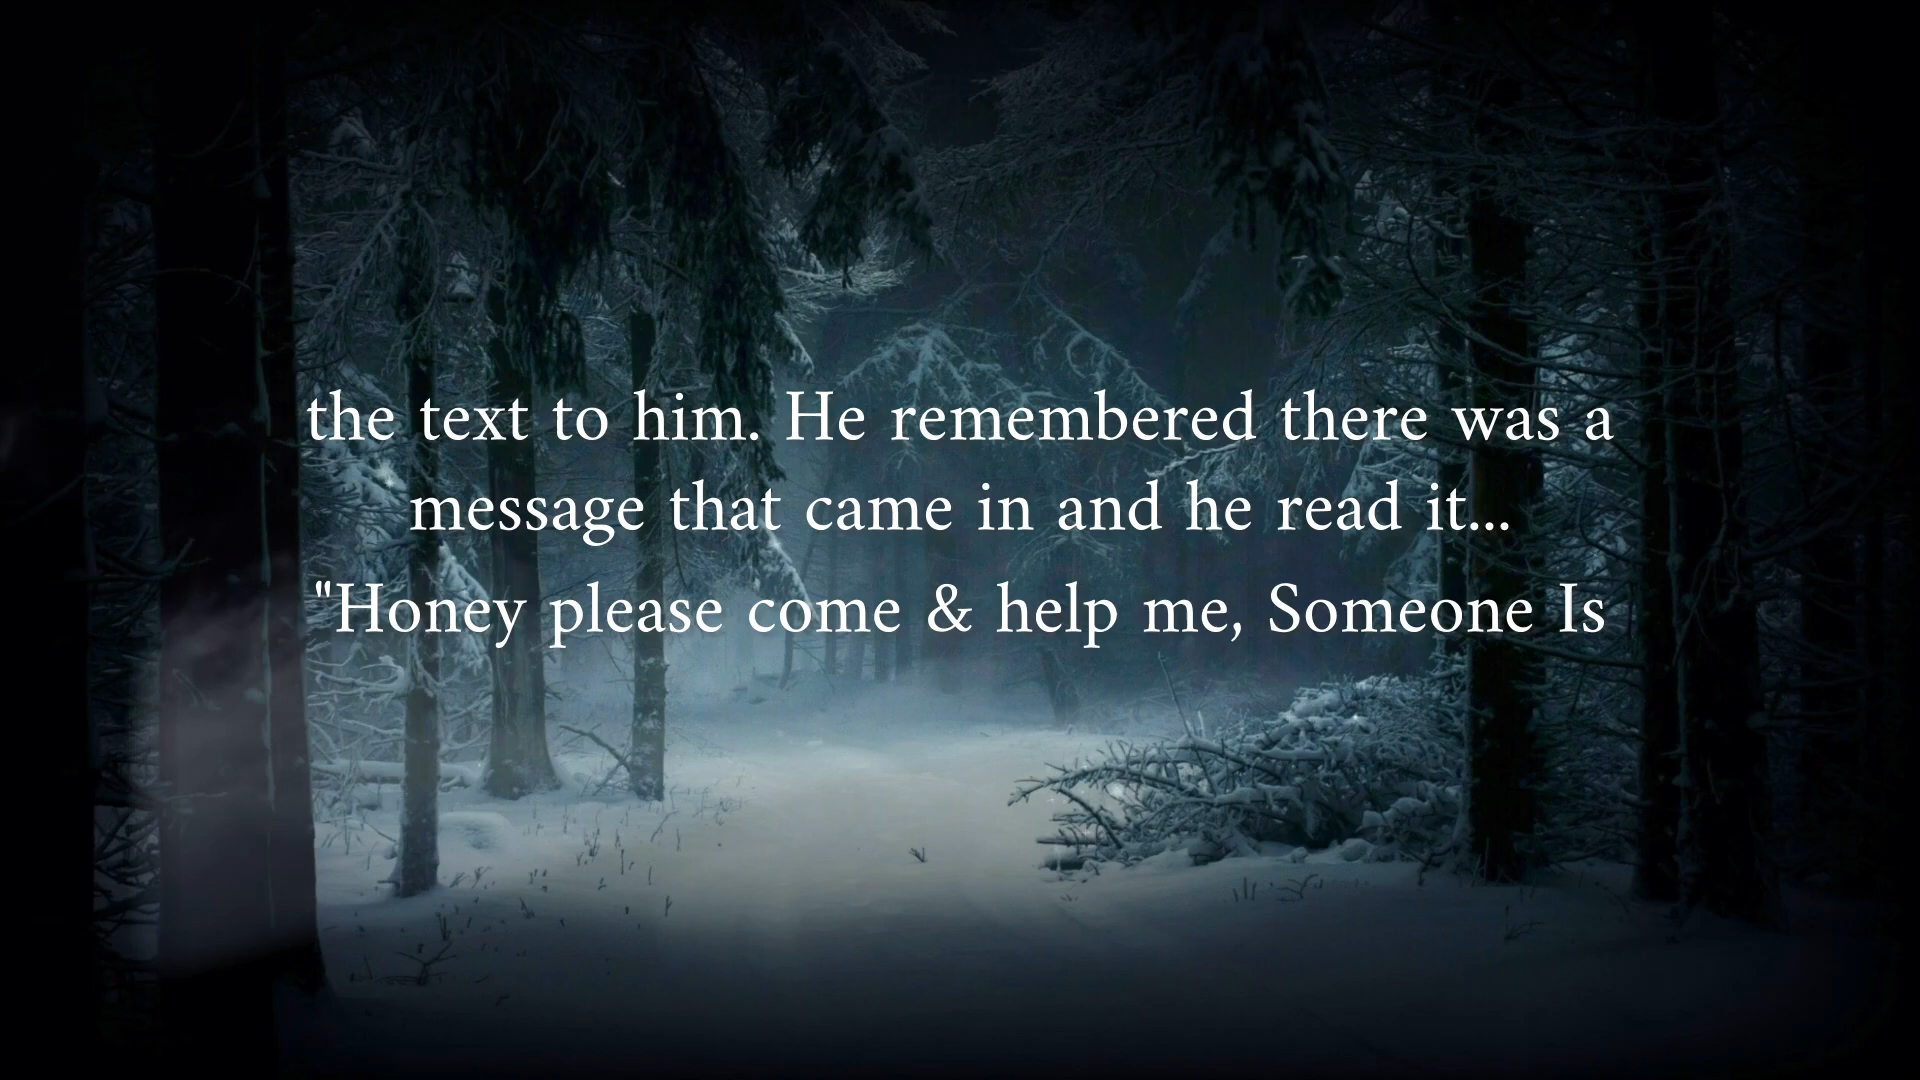 the text to him. He remembered there was a
message that came in and he read it...
"Honey please come & help me, Someone Is